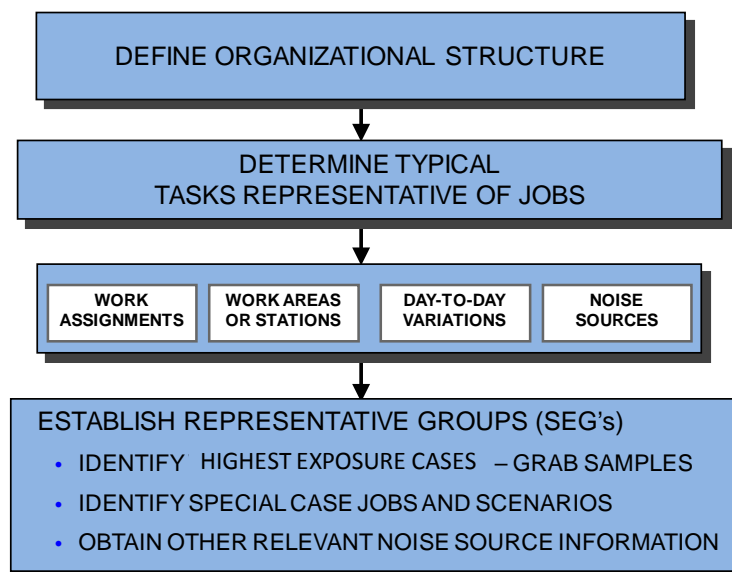 DEFINE ORGANIZATIONAL STRUCTURE
DETERMINE TYPICAL
TASKS REPRESENTATIVE OF JOBS
WORK
ASSIGNMENTS
WORK AREAS
OR STATIONS
DAY-TO-DAY
VARIATIONS
NOISE
SOURCES
ESTABLISH REPRESENTATIVE GROUPS (SEG's)
• IDENTIFY HIGHEST EXPOSURE CASES – GRAB SAMPLES
• IDENTIFY SPECIAL CASE JOBS AND SCENARIOS
• OBTAIN OTHER RELEVANT NOISE SOURCE INFORMATION